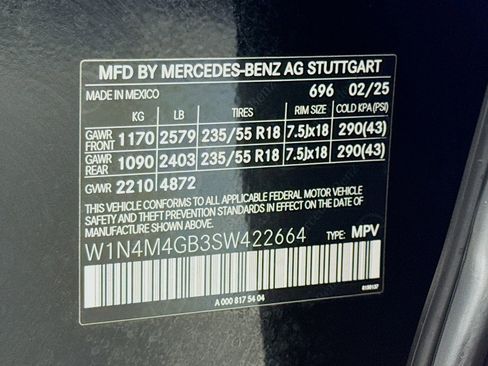 MFD BY MERCEDES-BENZ AG STUTTGART
MADE IN MEXICO 696 02/25
KG LB TIRES RIM SIZE COLD KPA(PSI)
GAWR FRONT 1170 2579 235/55 R18 7.5Jx18 290(43)
GAWR REAR 1090 2403 235/55 R18 7.5Jx18 290(43)
GVWR 2210 4872
THIS VEHICLE CONFORMS TO ALL APPLICABLE FEDERAL MOTOR VEHICLE
SAFETY STANDARDS IN EFFECT ON THE DATE OF
MANUFACTURE SHOWN ABOVE.
W1N4M4GB3SW422664 TYPE: MPV
A 000 817 54 04